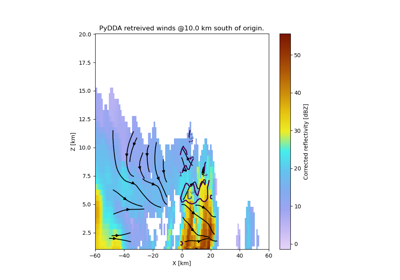 PyDDA retreived winds @10.0 km south of origin.
20.0
17.5
15.0
12.5
10.0
7.5
5.0
2.5
Z [km]
−60 −40 −20 0 20 40 60
X [km]
50
40
30
20
10
0
Corrected reflectivity [dBZ]